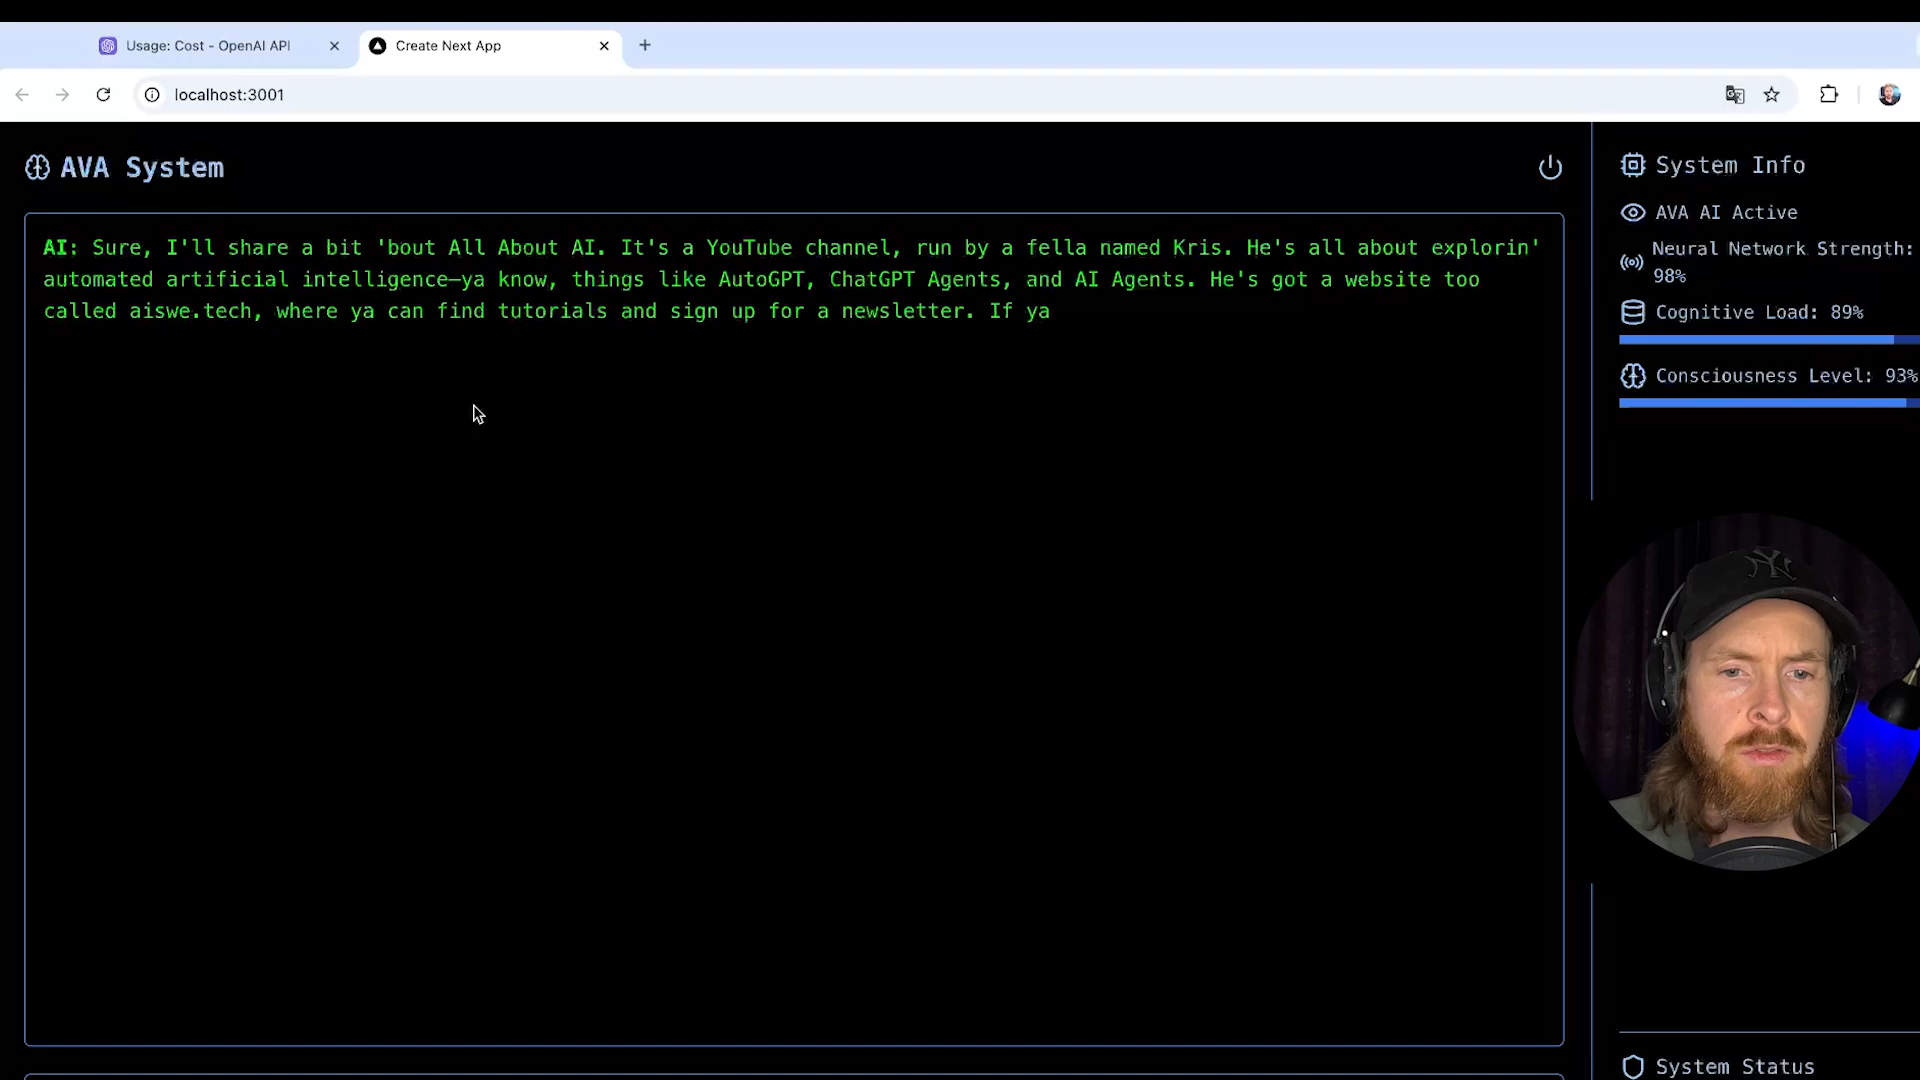 Usage: Cost - OpenAI API
Create Next App
localhost:3001
AVA System
AI: Sure, I'll share a bit 'bout All About AI. It's a YouTube channel, run by a fella named Kris. He's all about explorin'
automated artificial intelligence—ya know, things like AutoGPT, ChatGPT Agents, and AI Agents. He's got a website too
called aiswe.tech, where ya can find tutorials and sign up for a newsletter. If ya
System Info
AVA AI Active
Neural Network Strength:
98%
Cognitive Load: 89%
Consciousness Level: 93%
System Status